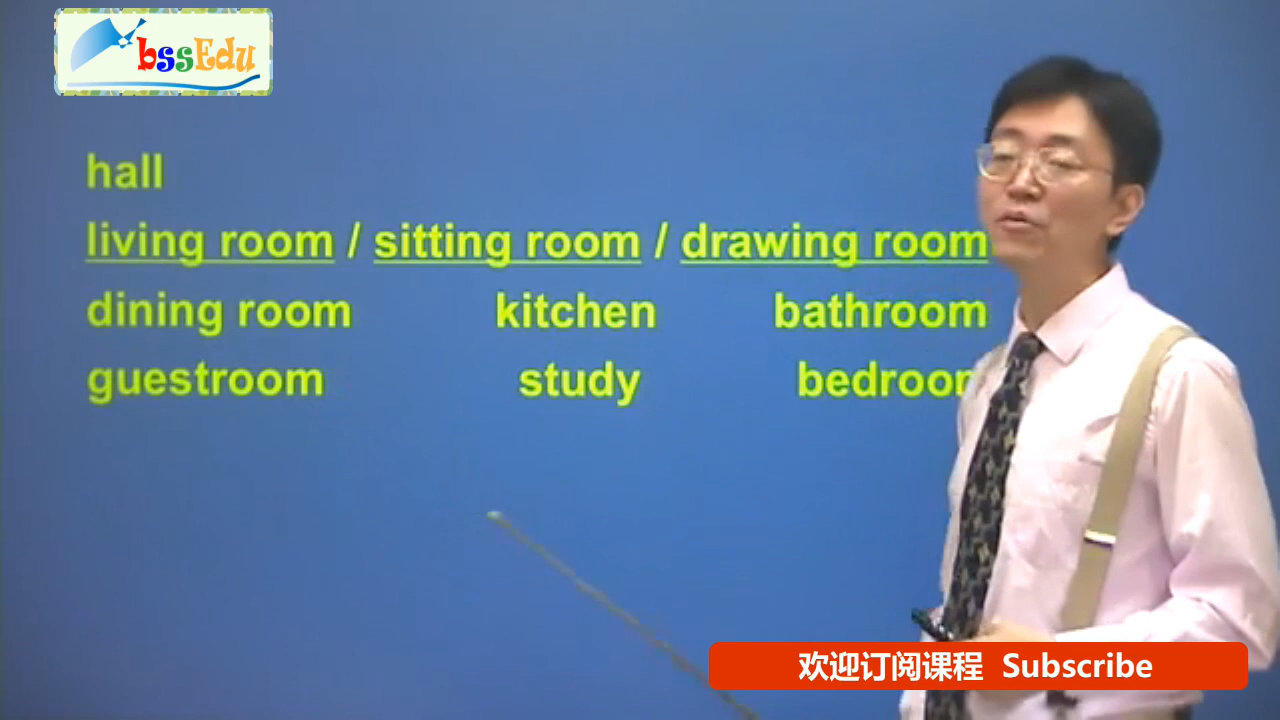 bssEdu
hall
living room / sitting room / drawing room
dining room kitchen bathroom
guestroom study bedroom
欢迎订阅课程 Subscribe